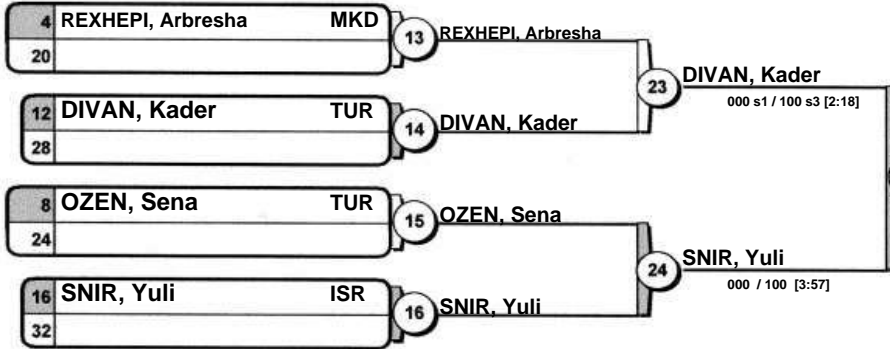 4 REXHEPI, Arbresha MKD
20
13 REXHEPI, Arbresha
12 DIVAN, Kader TUR
28
14 DIVAN, Kader
23 DIVAN, Kader
000 s1 / 100 s3 [2:18]
8 OZEN, Sena TUR
24
15 OZEN, Sena
16 SNIR, Yuli ISR
32
16 SNIR, Yuli
24 SNIR, Yuli
000 / 100 [3:57]